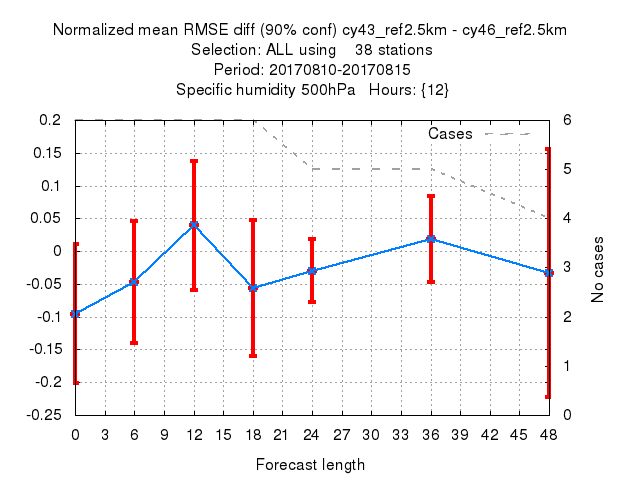 Normalized mean RMSE diff (90% conf) cy43_ref2.5km - cy46_ref2.5km
Selection: ALL using    38 stations
Period: 20170810-20170815
Specific humidity 500hPa   Hours: {12}
Cases
0.2
0.15
0.1
0.05
0
-0.05
-0.1
-0.15
-0.2
-0.25
6
5
4
3
2
1
0
No cases
0 3 6 9 12 15 18 21 24 27 30 33 36 39 42 45 48
Forecast length